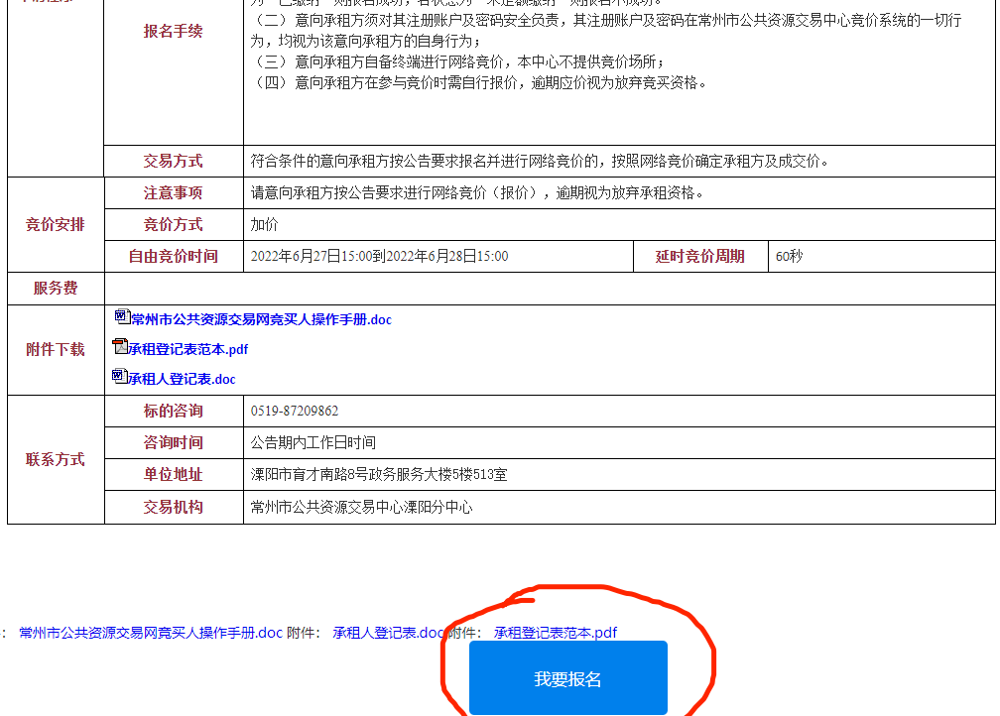 报名手续
（二） 意向承租方须对其注册账户及密码安全负责，其注册账户及密码在常州市公共资源交易中心竞价系统的一切行
为，均视为该意向承租方的自身行为；
（三） 意向承租方自备终端进行网络竞价，本中心不提供竞价场所；
（四） 意向承租方在参与竞价时需自行报价，逾期应价视为放弃竞买资格。
交易方式 符合条件的意向承租方按公告要求报名并进行网络竞价的，按照网络竞价确定承租方及成交价。
竞价安排
注意事项 请意向承租方按公告要求进行网络竞价（报价），逾期视为放弃承租资格。
竞价方式 加价
自由竞价时间 2022年6月27日15:00到2022年6月28日15:00 延时竞价周期 60秒
服务费
附件下载
常州市公共资源交易网竞买人操作手册.doc
承租登记表范本.pdf
承租人登记表.doc
联系方式
标的咨询 0519-87209862
咨询时间 公告期内工作日时间
单位地址 溧阳市育才南路8号政务服务大楼5楼513室
交易机构 常州市公共资源交易中心溧阳分中心
： 常州市公共资源交易网竞买人操作手册.doc 附件： 承租人登记表.doc 附件： 承租登记表范本.pdf
我要报名